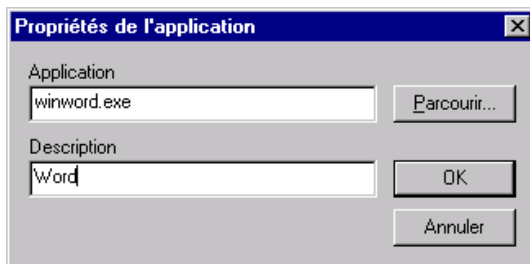 Propriétés de l'application
Application
winword.exe
Parcourir...
Description
Word
OK
Annuler